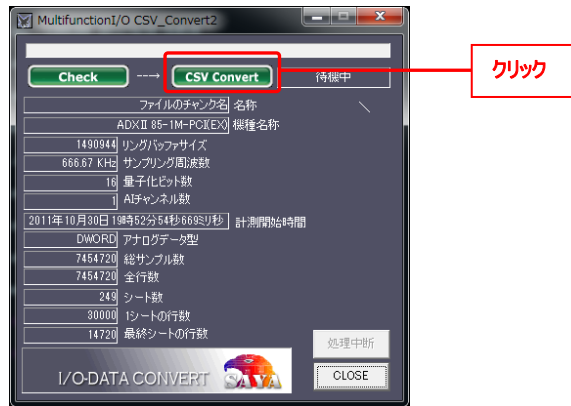 MultifunctionI/O CSV_Convert2
Check
CSV Convert
待機中
クリック
ファイルのチャンク名 名称
ADXⅡ 85-1M-PCI(EX) 機種名称
1490944 リングバッファサイズ
666.67 KHz サンプリング周波数
16 量子化ビット数
1 AIチャンネル数
2011年10月30日 19時52分54秒669ミリ秒 計測開始時間
DWORD アナログデータ型
7454720 総サンプル数
7454720 全行数
249 シート数
30000 1シートの行数
14720 最終シートの行数
処理中断
I/O-DATA CONVERT SAYA
CLOSE